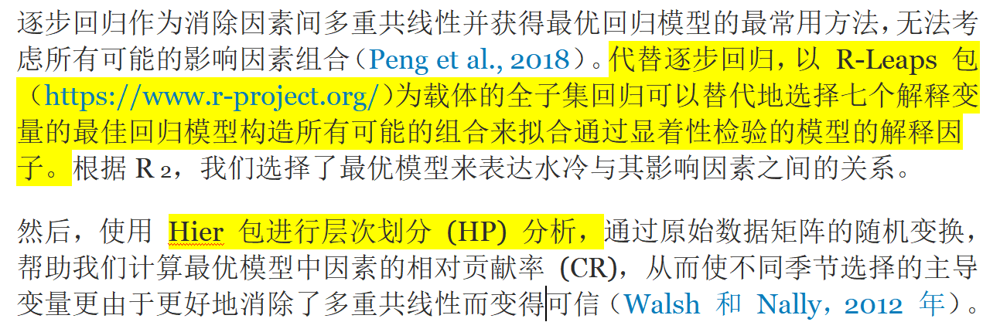 逐步回归作为消除因素间多重共线性并获得最优回归模型的最常用方法，无法考
虑所有可能的影响因素组合（Peng et al., 2018）。代替逐步回归，以 R-Leaps 包
（https://www.r-project.org/）为载体的全子集回归可以替代地选择七个解释变
量的最佳回归模型构造所有可能的组合来拟合通过显着性检验的模型的解释因
子。根据 R 2，我们选择了最优模型来表达水冷与其影响因素之间的关系。
然后，使用 Hier 包进行层次划分 (HP) 分析，通过原始数据矩阵的随机变换，
帮助我们计算最优模型中因素的相对贡献率 (CR)，从而使不同季节选择的主导
变量更由于更好地消除了多重共线性而变得可信（Walsh 和 Nally，2012 年）。